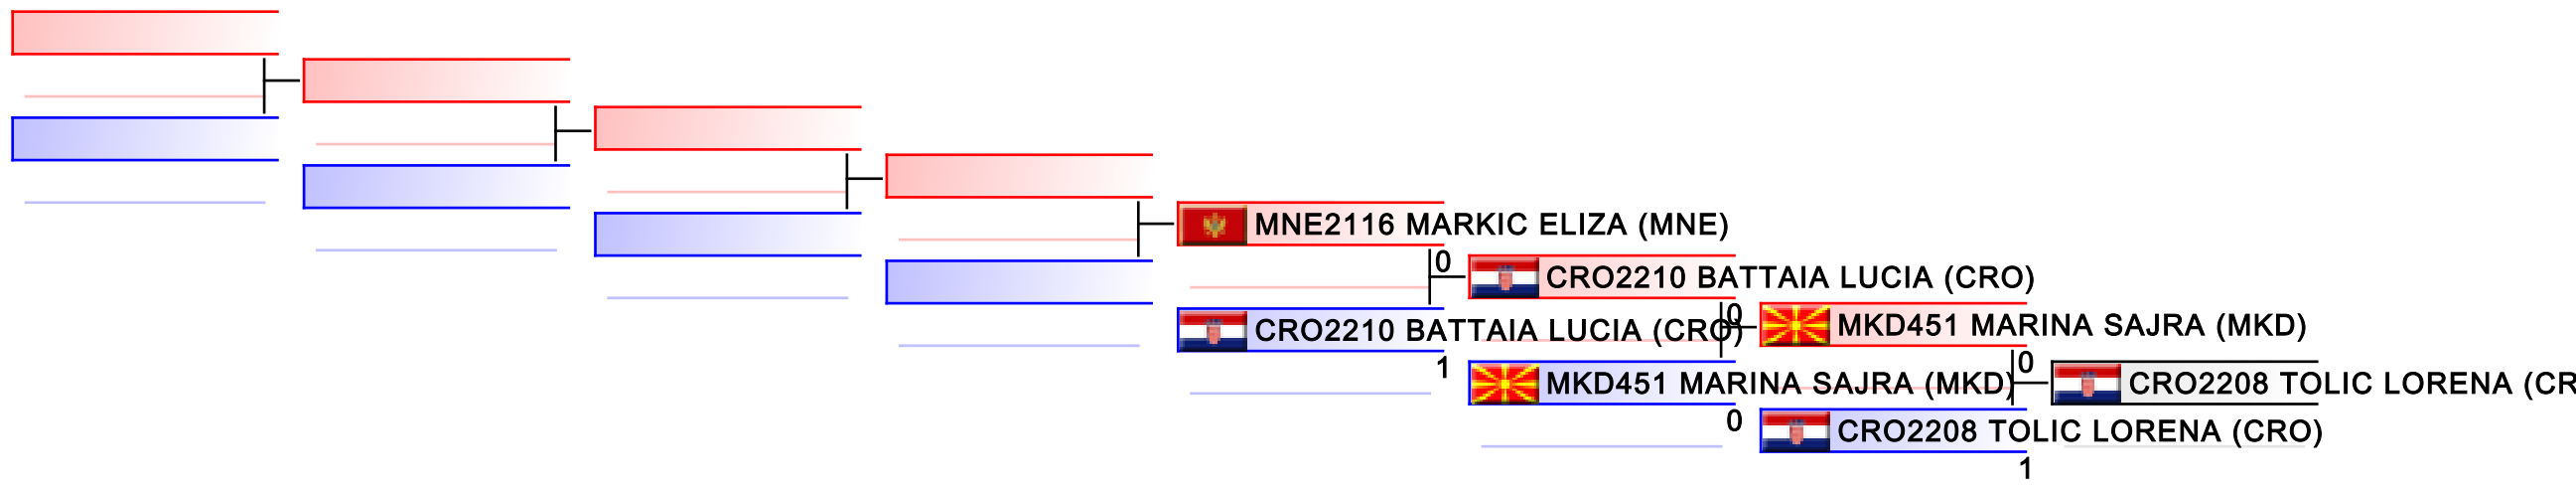 MNE2116 MARKIC ELIZA (MNE)
0
CRO2210 BATTAIA LUCIA (CRO)
CRO2210 BATTAIA LUCIA (CRO)
1
0
MKD451 MARINA SAJRA (MKD)
MKD451 MARINA SAJRA (MKD)
0
0
CRO2208 TOLIC LORENA (CR
CRO2208 TOLIC LORENA (CRO)
1